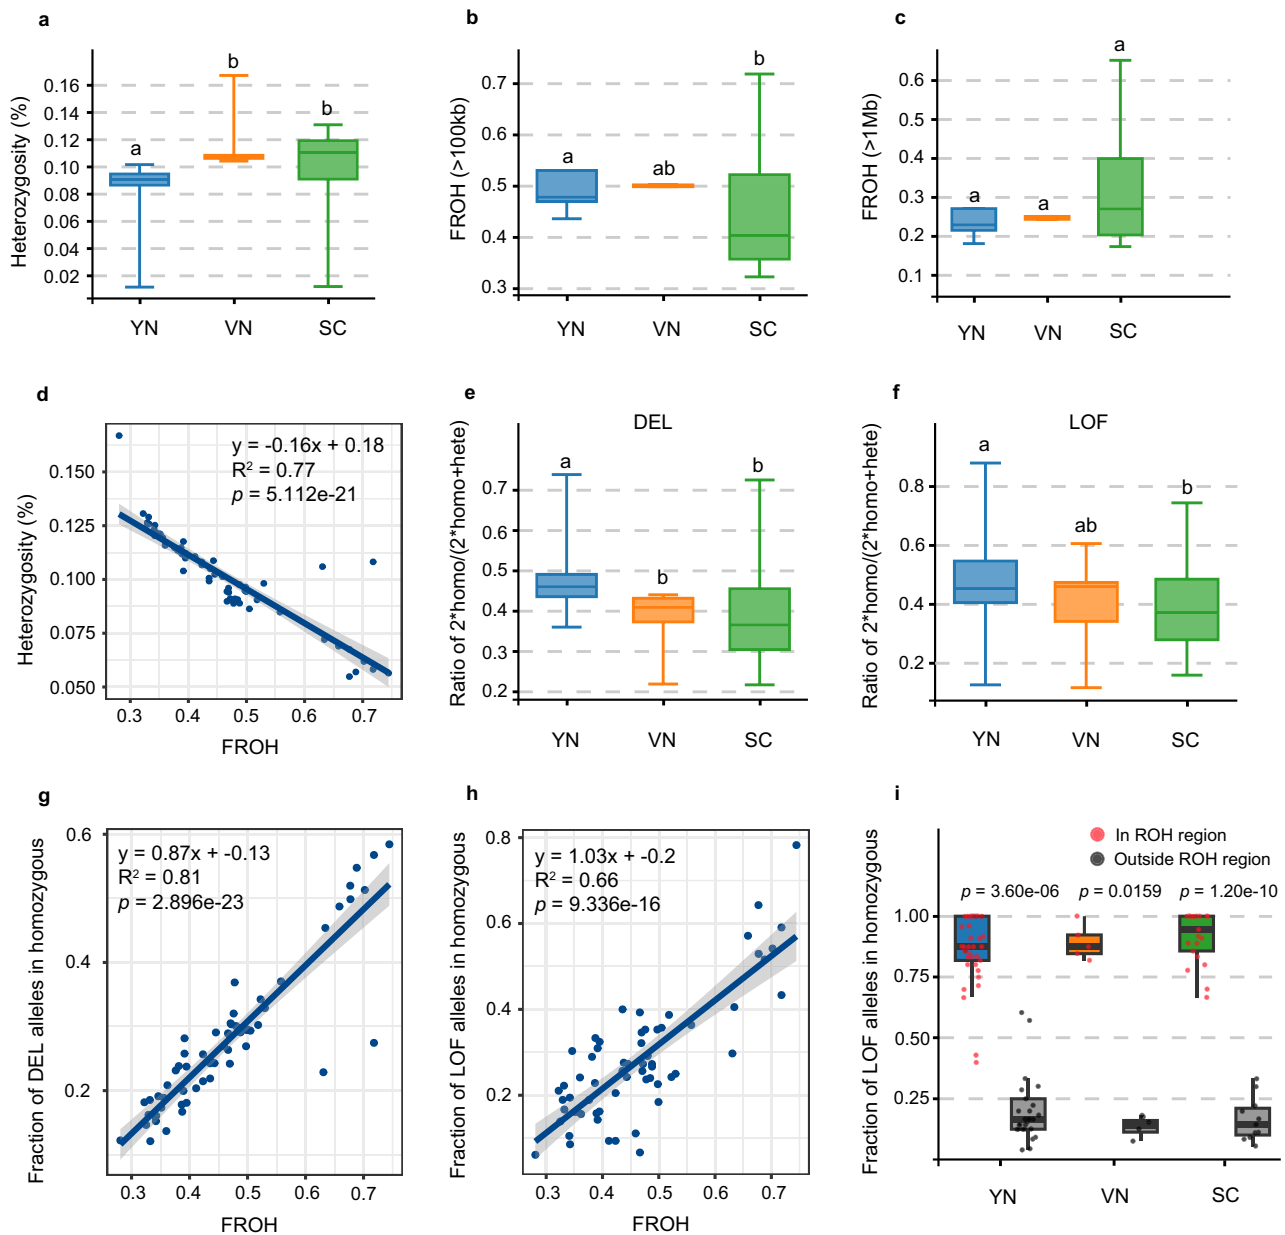 a
Heterozygosity (%)
0.16
0.14
0.12
0.10
0.08
0.06
0.04
0.02
a
b
b
YN
VN
SC
b
FROH (>100kb)
0.7
0.6
0.5
0.4
0.3
a
ab
b
YN
VN
SC
c
FROH (>1Mb)
0.6
0.5
0.4
0.3
0.2
0.1
a
a
a
YN
VN
SC
d
Heterozygosity (%)
0.150
0.125
0.100
0.075
0.050
y = -0.16x + 0.18
R² = 0.77
p = 5.112e-21
0.3
0.4
0.5
0.6
0.7
FROH
e
DEL
Ratio of 2*homo/(2*homo+hete)
0.7
0.6
0.5
0.4
0.3
0.2
a
b
b
YN
VN
SC
f
LOF
Ratio of 2*homo/(2*homo+hete)
0.8
0.6
0.4
0.2
a
ab
b
YN
VN
SC
g
Fraction of DEL alleles in homozygous
0.6
0.4
0.2
y = 0.87x + -0.13
R² = 0.81
p = 2.896e-23
0.3
0.4
0.5
0.6
0.7
FROH
h
Fraction of LOF alleles in homozygous
0.8
0.6
0.4
0.2
y = 1.03x + -0.2
R² = 0.66
p = 9.336e-16
0.3
0.4
0.5
0.6
0.7
FROH
i
In ROH region
Outside ROH region
Fraction of LOF alleles in homozygous
p = 3.60e-06
p = 0.0159
p = 1.20e-10
1.00
0.75
0.50
0.25
YN
VN
SC